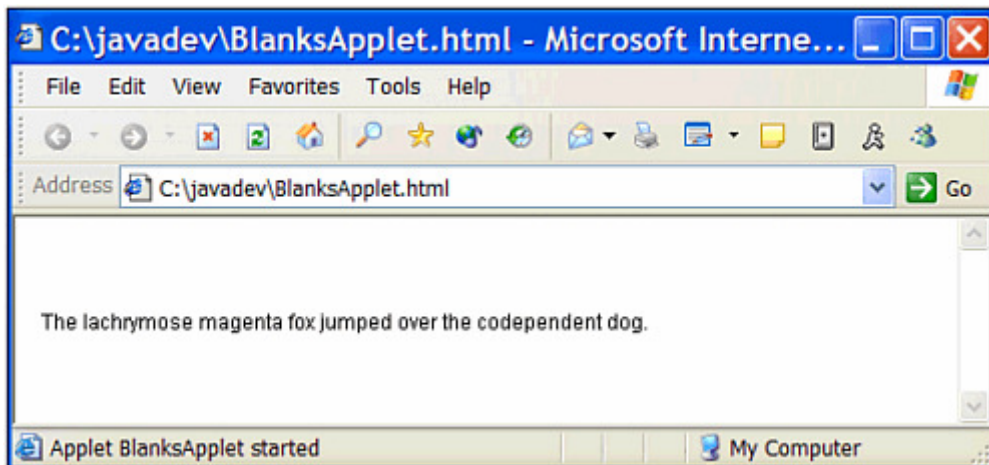 C:\javadev\BlanksApplet.html - Microsoft Interne...
File Edit View Favorites Tools Help
Address C:\javadev\BlanksApplet.html Go
The lachrymose magenta fox jumped over the codependent dog.
Applet BlanksApplet started My Computer